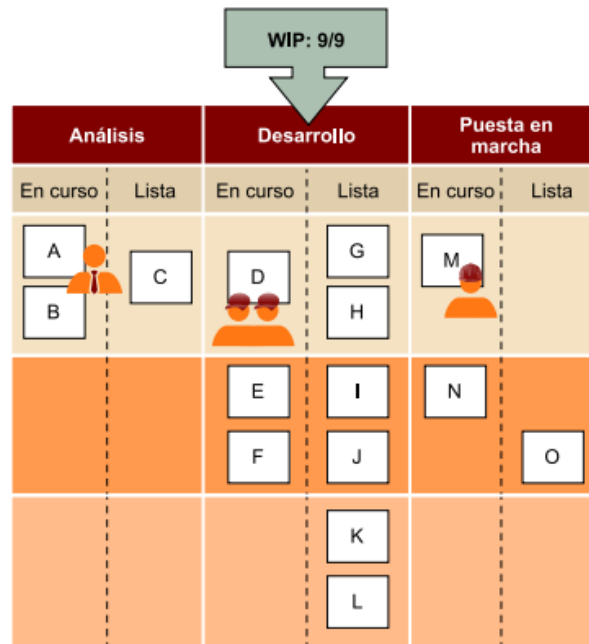 WIP: 9/9
Análisis
Desarrollo
Puesta en
marcha
En curso
Lista
En curso
Lista
En curso
Lista
A
B
C
D
G
H
M
E
F
I
J
N
O
K
L